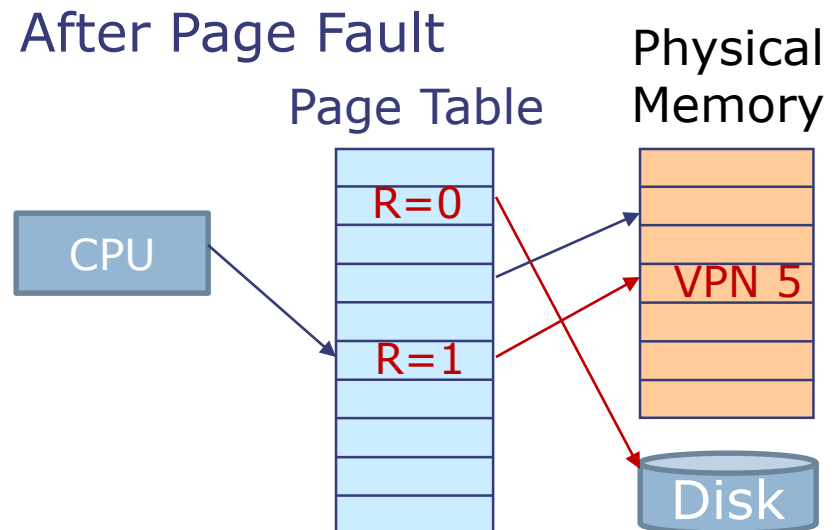 After Page Fault
Page Table
Physical
Memory
CPU
R=0
R=1
VPN 5
Disk